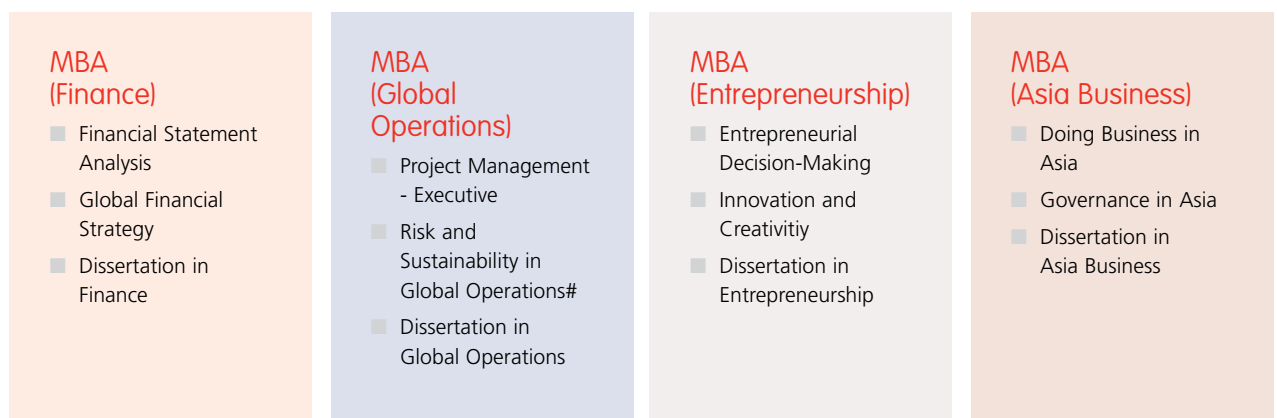 MBA
(Finance)
Financial Statement
Analysis
Global Financial
Strategy
Dissertation in
Finance
MBA
(Global
Operations)
Project Management
- Executive
Risk and
Sustainability in
Global Operations#
Dissertation in
Global Operations
MBA
(Entrepreneurship)
Entrepreneurial
Decision-Making
Innovation and
Creativitiy
Dissertation in
Entrepreneurship
MBA
(Asia Business)
Doing Business in
Asia
Governance in Asia
Dissertation in
Asia Business